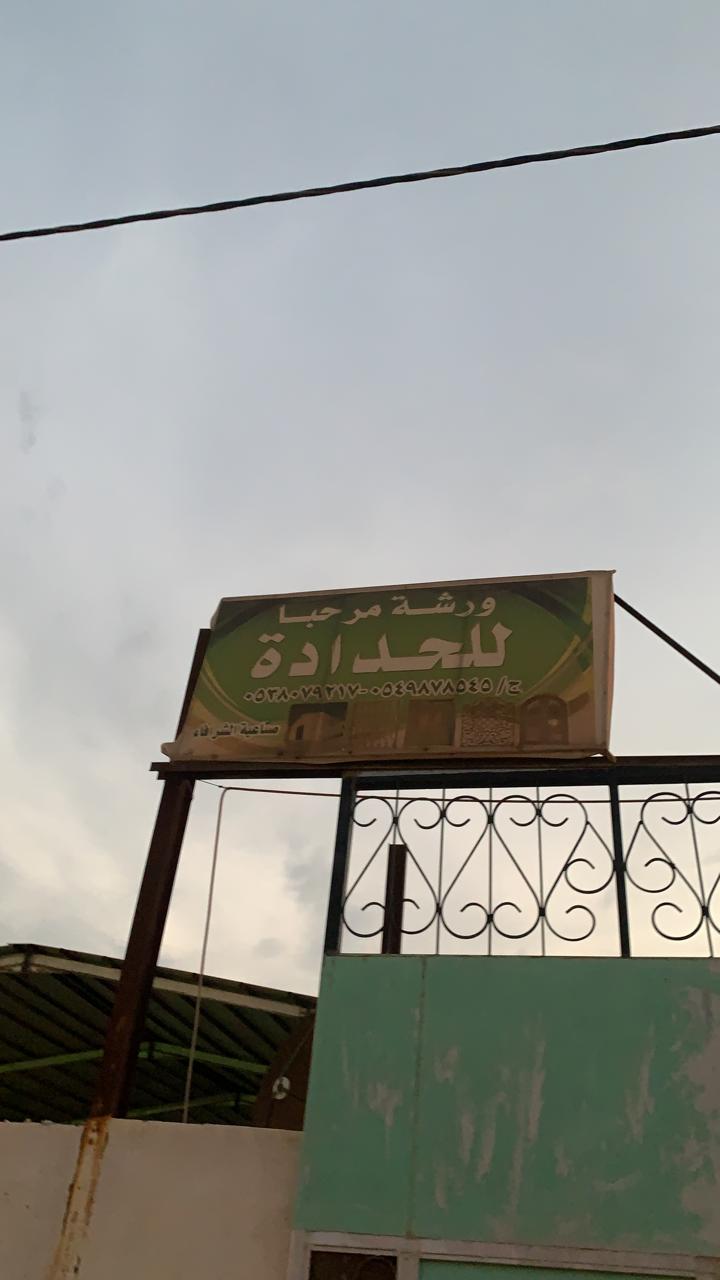 ورشة مرحبا
للحدادة
ج/ ٠٥٤٩٨٧٨٥٤٥-٠٥٣٨٠٧٩٢١٧
صناعية الشرفاء